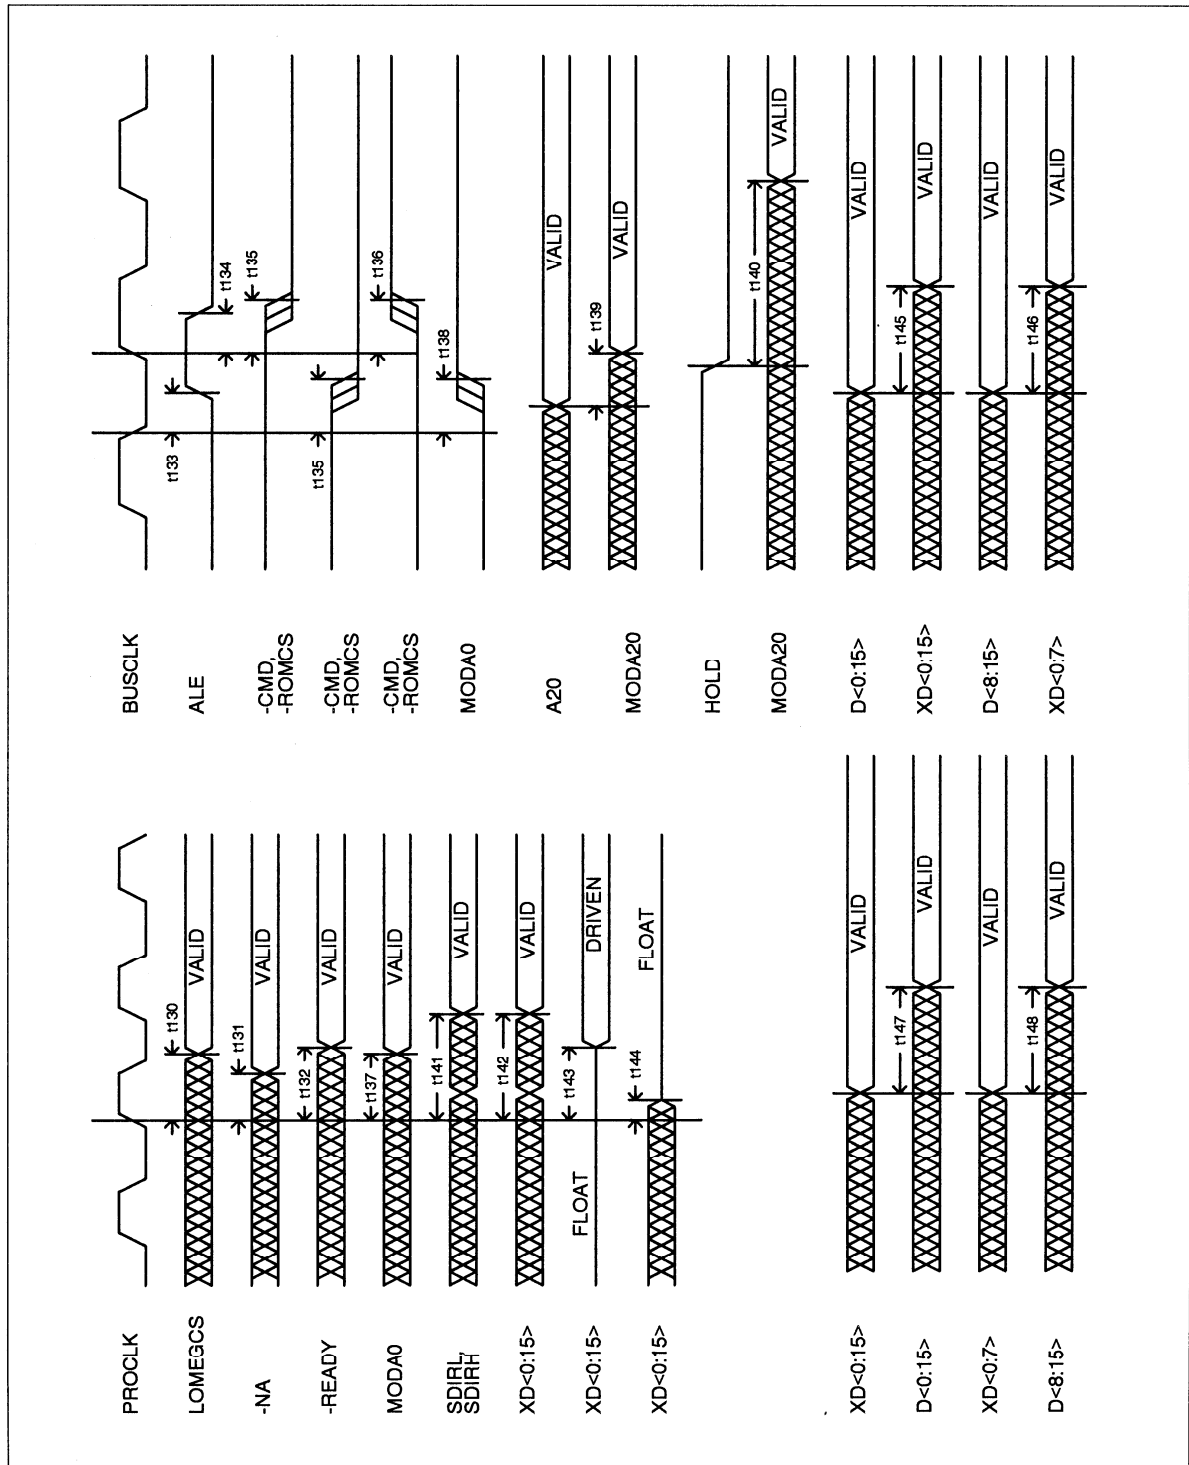 PROCLK
LOMEGCS
t130
VALID
-NA
t131
VALID
-READY
t132
VALID
MODA0
t137
VALID
SDIRL,
SDIRH
t141
VALID
XD<0:15>
t142
VALID
XD<0:15>
FLOAT
t143
DRIVEN
XD<0:15>
t144
FLOAT
XD<0:15>
VALID
D<0:15>
t147
VALID
XD<0:7>
VALID
D<8:15>
t148
VALID
BUSCLK
ALE
t133
t134
-CMD,
-ROMCS
t135
-CMD,
-ROMCS
t135
-CMD,
-ROMCS
t136
MODA0
t138
A20
VALID
MODA20
t139
VALID
HOLD
MODA20
t140
VALID
D<0:15>
VALID
XD<0:15>
t145
VALID
D<8:15>
VALID
XD<0:7>
t146
VALID